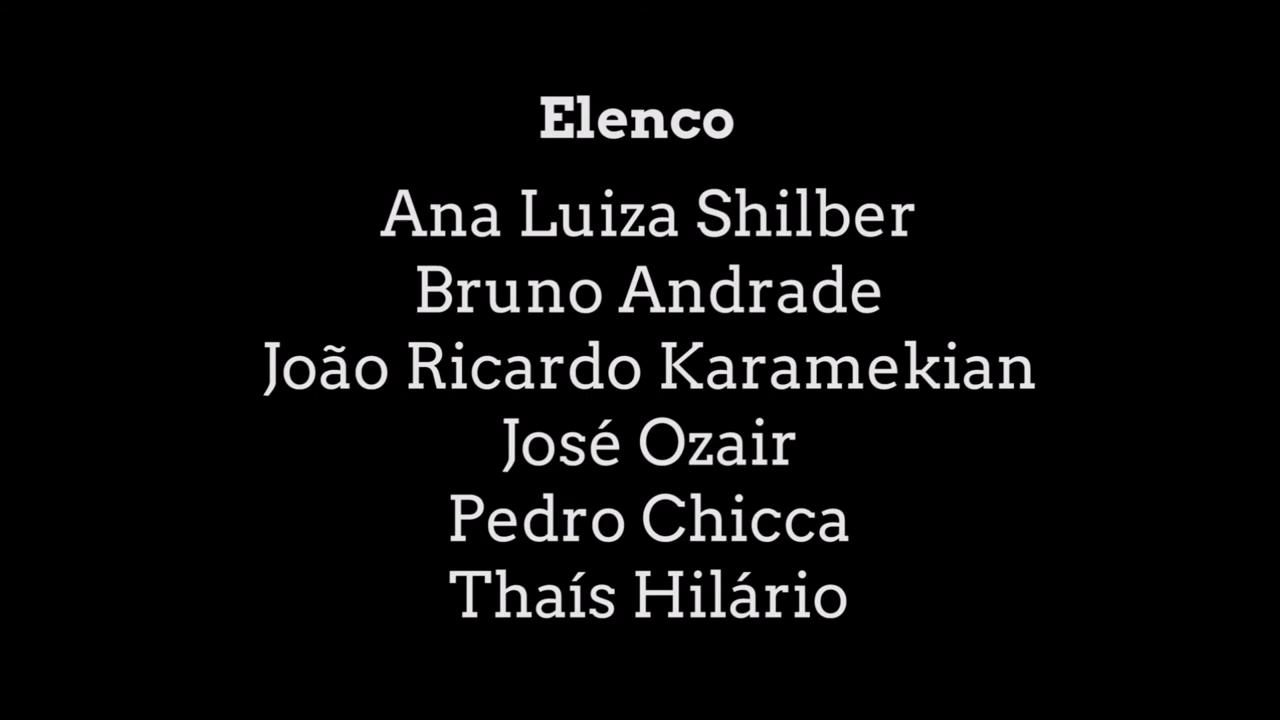 Elenco
Ana Luiza Shilber
Bruno Andrade
João Ricardo Karamekian
José Ozair
Pedro Chicca
Thaís Hilário